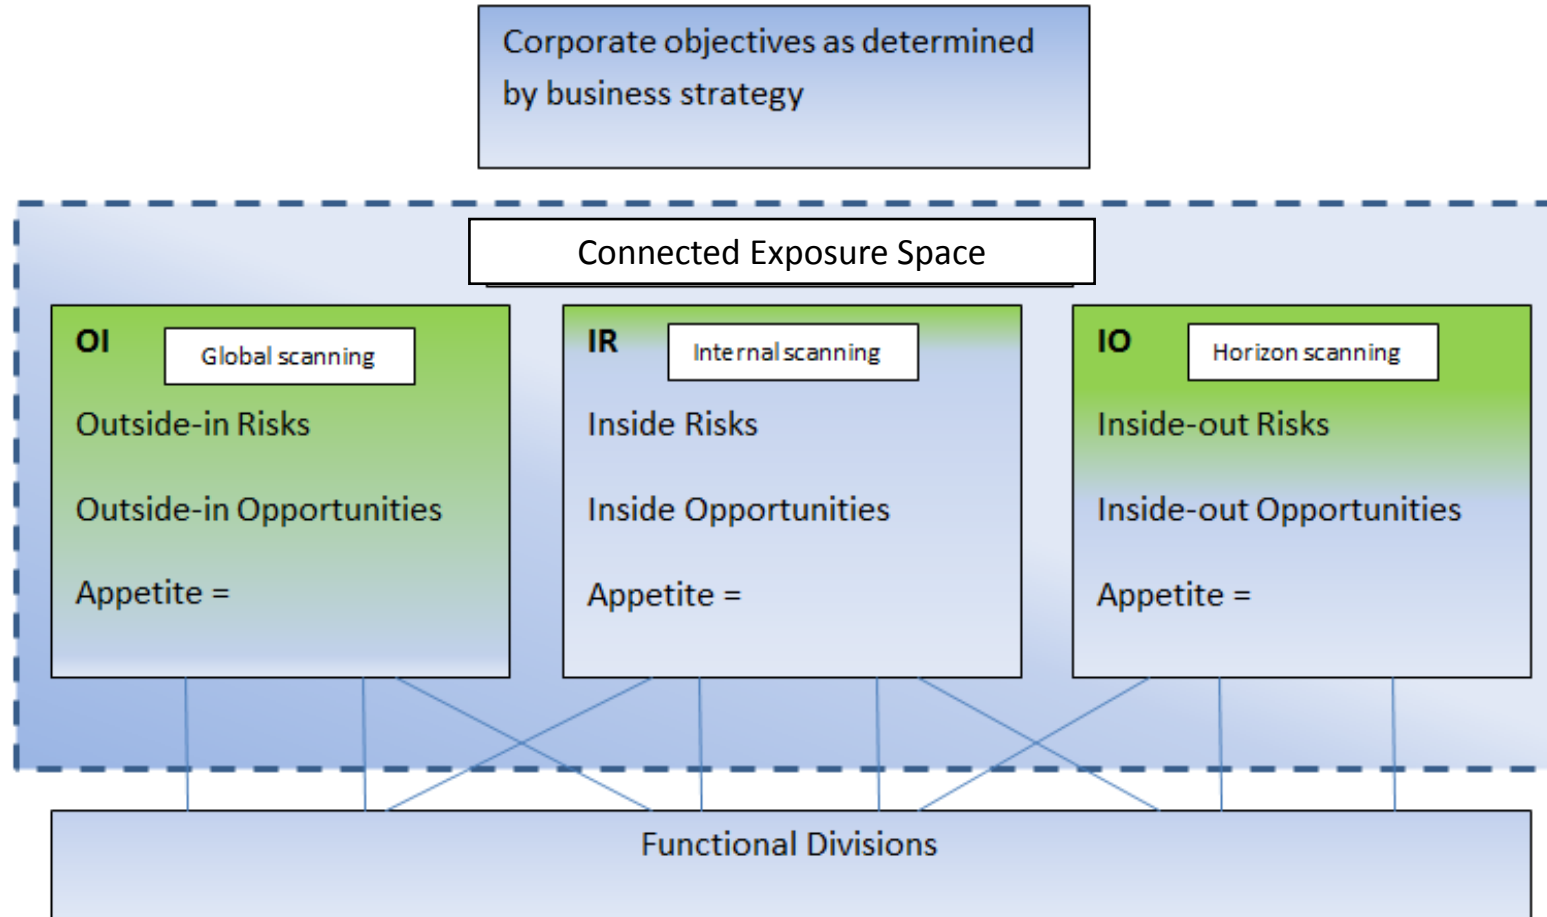 Corporate objectives as determined
by business strategy
Connected Exposure Space
OI
Global scanning
Outside-in Risks
Outside-in Opportunities
Appetite =
IR
Internal scanning
Inside Risks
Inside Opportunities
Appetite =
IO
Horizon scanning
Inside-out Risks
Inside-out Opportunities
Appetite =
Functional Divisions